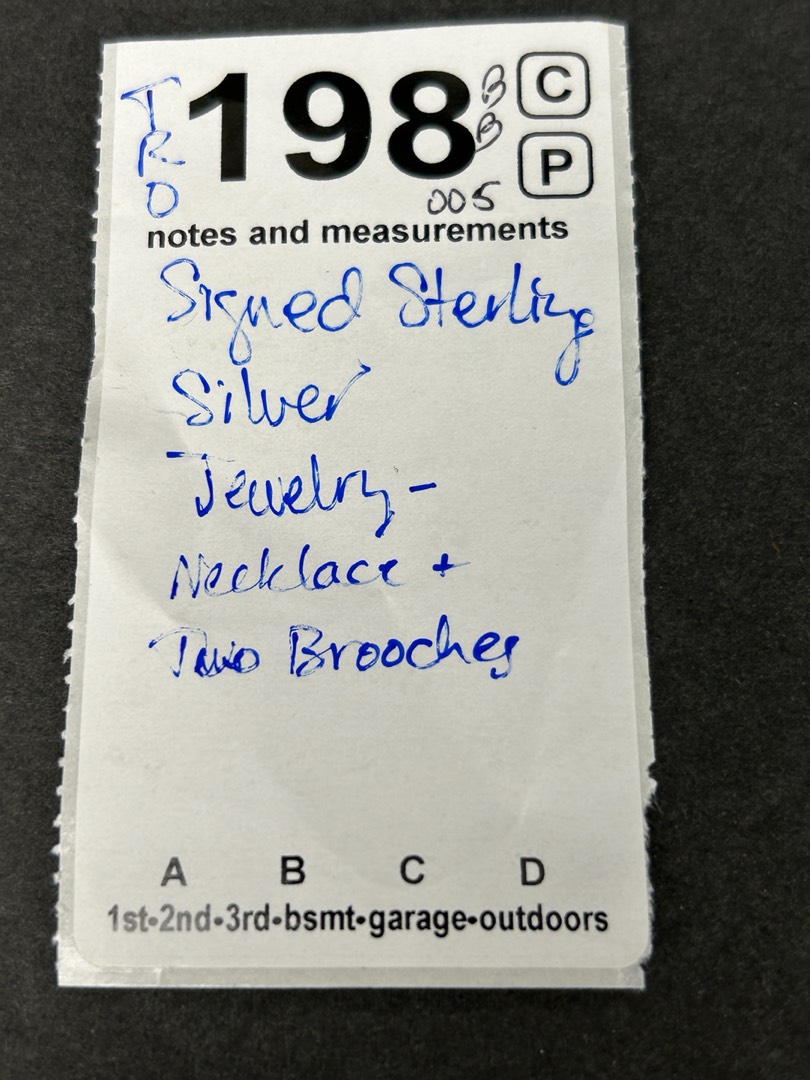 T
R
O
198
B
B
C
P
005
notes and measurements
Signed Sterling
Silver
Jewelry -
Necklace +
Two Brooches
A B C D
1st•2nd•3rd•bsmt•garage•outdoors